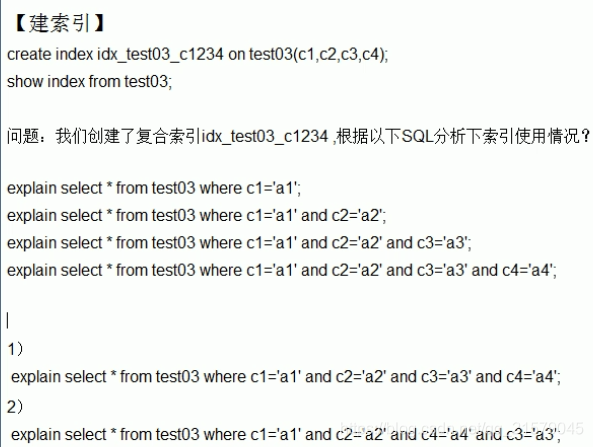 【建索引】
create index idx_test03_c1234 on test03(c1,c2,c3,c4);
show index from test03;
问题：我们创建了复合索引idx_test03_c1234 ,根据以下SQL分析下索引使用情况？
explain select * from test03 where c1='a1';
explain select * from test03 where c1='a1' and c2='a2';
explain select * from test03 where c1='a1' and c2='a2' and c3='a3';
explain select * from test03 where c1='a1' and c2='a2' and c3='a3' and c4='a4';
1）
explain select * from test03 where c1='a1' and c2='a2' and c3='a3' and c4='a4';
2）
explain select * from test03 where c1='a1' and c2='a2' and c4='a4' and c3='a3';